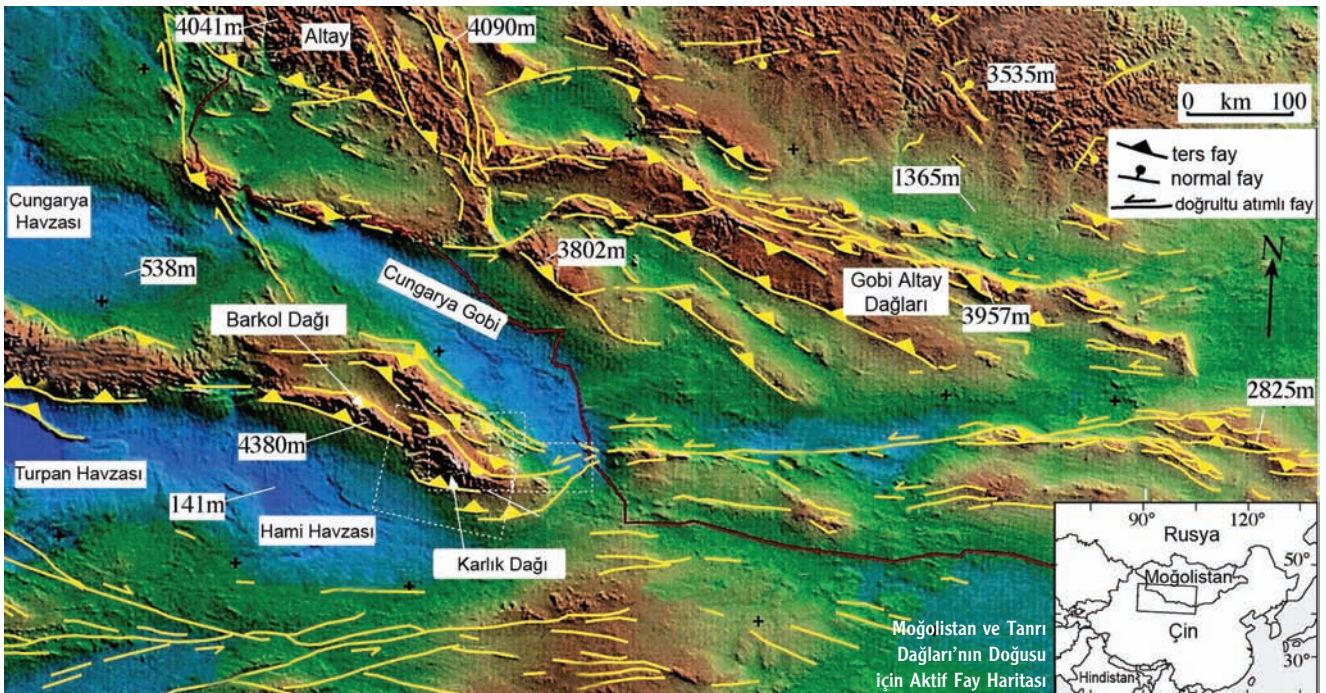 4041m
Altay
4090m
3535m
0 km 100
ters fay
normal fay
doğrultu atımlı fay
1365m
N
Cungarya
Havzası
538m
3802m
Cungarya Gobi
Gobi Altay
Dağları
3957m
Barkol Dağı
2825m
4380m
Turpan Havzası
141m
Hami Havzası
Karlık Dağı
90° 120°
Rusya
50°
Moğolistan
Çin
30°
Hindistan
Moğolistan ve Tanrı
Dağları'nın Doğusu
için Aktif Fay Haritası